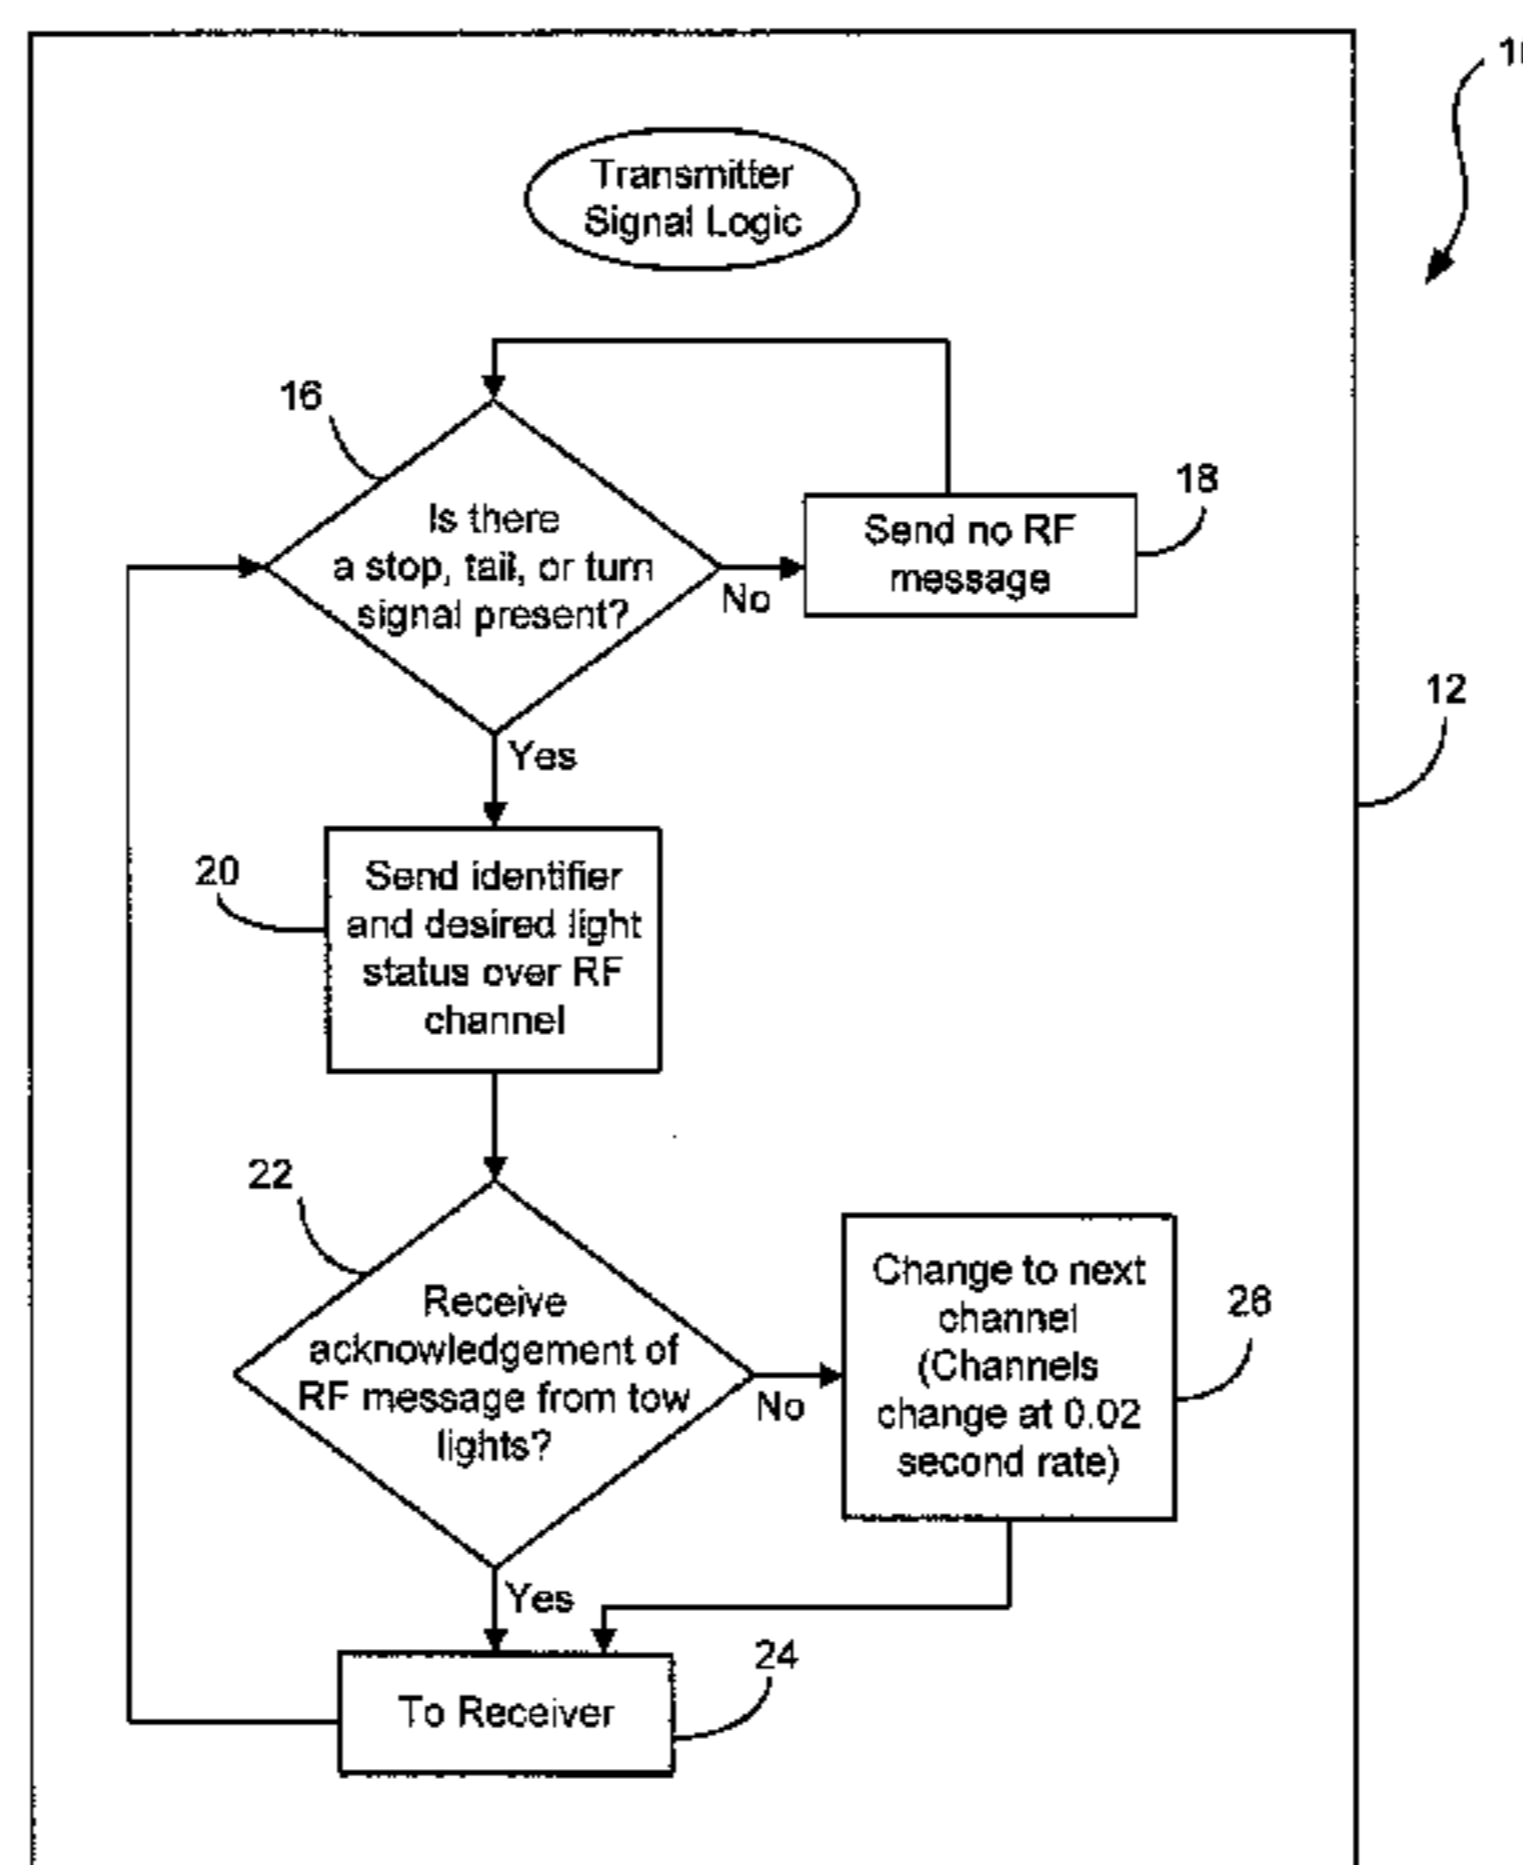 Transmitter
Signal Logic
16
Is there
a stop, tail, or turn
signal present?
No
18
Send no RF
message
12
Yes
20
Send identifier
and desired light
status over RF
channel
22
Receive
acknowledgement of
RF message from tow
lights?
No
Change to next
channel
(Channels
change at 0.02
second rate)
26
Yes
24
To Receiver